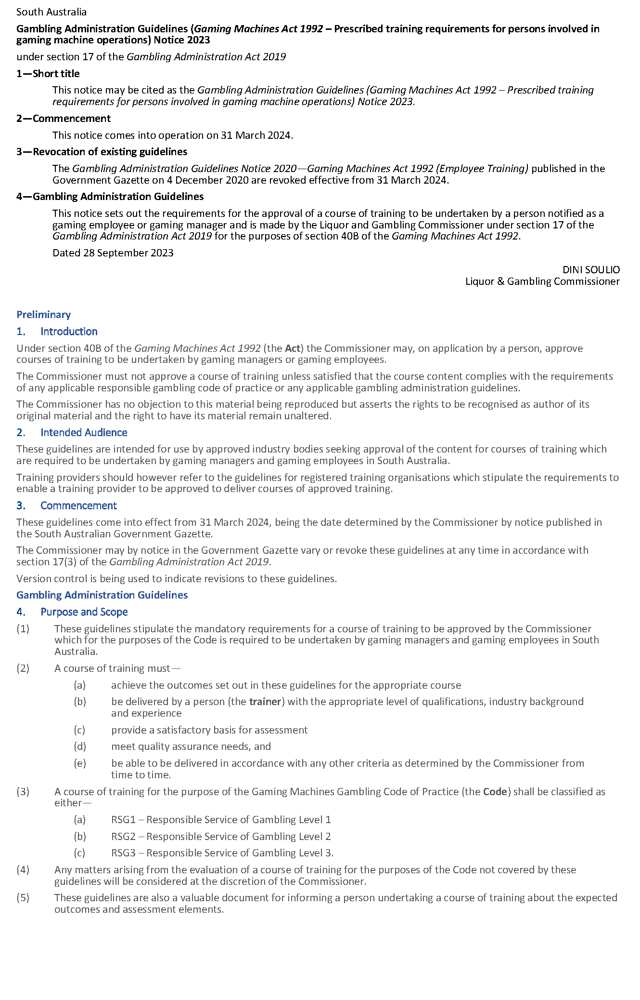 South Australia
Gambling Administration Guidelines (Gaming Machines Act 1992 – Prescribed training requirements for persons involved in
gaming machine operations) Notice 2023
under section 17 of the Gambling Administration Act 2019
1—Short title
This notice may be cited as the Gambling Administration Guidelines (Gaming Machines Act 1992 – Prescribed training
requirements for persons involved in gaming machine operations) Notice 2023.
2—Commencement
This notice comes into operation on 31 March 2024.
3—Revocation of existing guidelines
The Gambling Administration Guidelines Notice 2020—Gaming Machines Act 1992 (Employee Training) published in the
Government Gazette on 4 December 2020 are revoked effective from 31 March 2024.
4—Gambling Administration Guidelines
This notice sets out the requirements for the approval of a course of training to be undertaken by a person notified as a
gaming employee or gaming manager and is made by the Liquor and Gambling Commissioner under section 17 of the
Gambling Administration Act 2019 for the purposes of section 40B of the Gaming Machines Act 1992.
Dated 28 September 2023
DINI SOULIO
Liquor & Gambling Commissioner
Preliminary
1. Introduction
Under section 40B of the Gaming Machines Act 1992 (the Act) the Commissioner may, on application by a person, approve
courses of training to be undertaken by gaming managers or gaming employees.
The Commissioner must not approve a course of training unless satisfied that the course content complies with the requirements
of any applicable responsible gambling code of practice or any applicable gambling administration guidelines.
The Commissioner has no objection to this material being reproduced but asserts the rights to be recognised as author of its
original material and the right to have its material remain unaltered.
2. Intended Audience
These guidelines are intended for use by approved industry bodies seeking approval of the content for courses of training which
are required to be undertaken by gaming managers and gaming employees in South Australia.
Training providers should however refer to the guidelines for registered training organisations which stipulate the requirements to
enable a training provider to be approved to deliver courses of approved training.
3. Commencement
These guidelines come into effect from 31 March 2024, being the date determined by the Commissioner by notice published in
the South Australian Government Gazette.
The Commissioner may by notice in the Government Gazette vary or revoke these guidelines at any time in accordance with
section 17(3) of the Gambling Administration Act 2019.
Version control is being used to indicate revisions to these guidelines.
Gambling Administration Guidelines
4. Purpose and Scope
(1) These guidelines stipulate the mandatory requirements for a course of training to be approved by the Commissioner
which for the purposes of the Code is required to be undertaken by gaming managers and gaming employees in South
Australia.
(2) A course of training must—
(a) achieve the outcomes set out in these guidelines for the appropriate course
(b) be delivered by a person (the trainer) with the appropriate level of qualifications, industry background
and experience
(c) provide a satisfactory basis for assessment
(d) meet quality assurance needs, and
(e) be able to be delivered in accordance with any other criteria as determined by the Commissioner from
time to time.
(3) A course of training for the purpose of the Gaming Machines Gambling Code of Practice (the Code) shall be classified as
either—
(a) RSG1 – Responsible Service of Gambling Level 1
(b) RSG2 – Responsible Service of Gambling Level 2
(c) RSG3 – Responsible Service of Gambling Level 3.
(4) Any matters arising from the evaluation of a course of training for the purposes of the Code not covered by these
guidelines will be considered at the discretion of the Commissioner.
(5) These guidelines are also a valuable document for informing a person undertaking a course of training about the expected
outcomes and assessment elements.